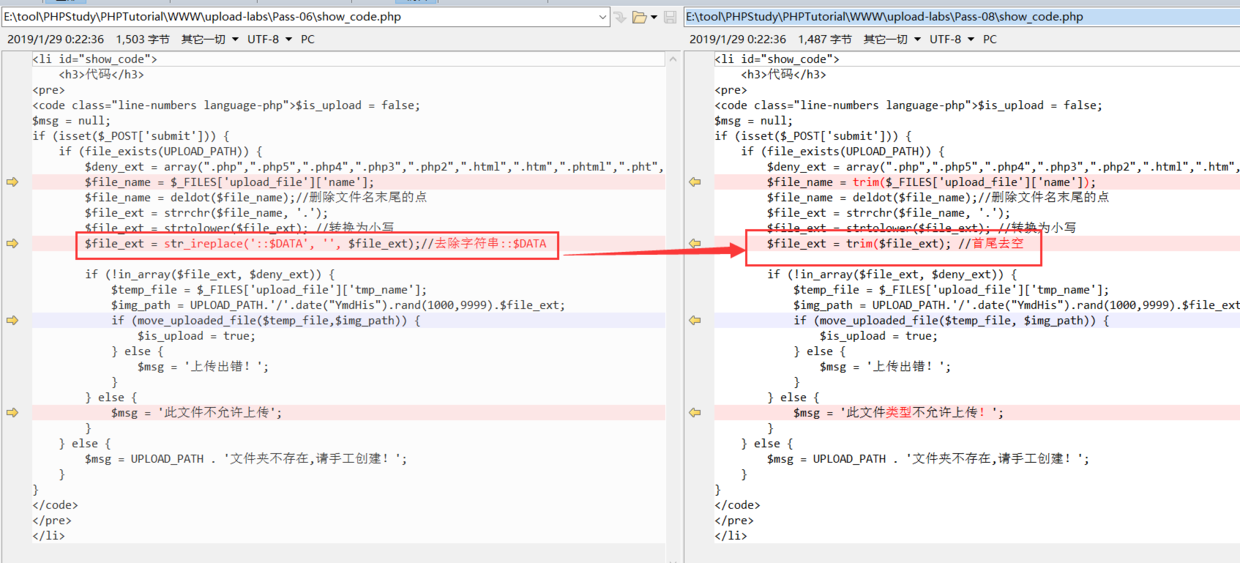 E:\tool\PHPStudy\PHPTutorial\WWW\upload-labs\Pass-06\show_code.php
2019/1/29 0:22:36 1,503 字节 其它一切 UTF-8 PC
<li id="show_code">
<h3>代码</h3>
<pre>
<code class="line-numbers language-php">$is_upload = false;
$msg = null;
if (isset($_POST['submit'])) {
if (file_exists(UPLOAD_PATH)) {
$deny_ext = array(".php",".php5",".php4",".php3",".php2",".html",".htm",".phtml",".pht",
$file_name = $_FILES['upload_file']['name'];
$file_name = deldot($file_name);//删除文件名末尾的点
$file_ext = strrchr($file_name, '.');
$file_ext = strtolower($file_ext); //转换为小写
$file_ext = str_ireplace('::$DATA', '', $file_ext);//去除字符串::$DATA
if (!in_array($file_ext, $deny_ext)) {
$temp_file = $_FILES['upload_file']['tmp_name'];
$img_path = UPLOAD_PATH.'/'.date("YmdHis").rand(1000,9999).$file_ext;
if (move_uploaded_file($temp_file,$img_path)) {
$is_upload = true;
} else {
$msg = '上传出错！';
}
} else {
$msg = '此文件不允许上传';
}
} else {
$msg = UPLOAD_PATH . '文件夹不存在,请手工创建！';
}
}
</code>
</pre>
</li>
E:\tool\PHPStudy\PHPTutorial\WWW\upload-labs\Pass-08\show_code.php
2019/1/29 0:22:36 1,487 字节 其它一切 UTF-8 PC
<li id="show_code">
<h3>代码</h3>
<pre>
<code class="line-numbers language-php">$is_upload = false;
$msg = null;
if (isset($_POST['submit'])) {
if (file_exists(UPLOAD_PATH)) {
$deny_ext = array(".php",".php5",".php4",".php3",".php2",".html",".htm",
$file_name = trim($_FILES['upload_file']['name']);
$file_name = deldot($file_name);//删除文件名末尾的点
$file_ext = strrchr($file_name, '.');
$file_ext = strtolower($file_ext); //转换为小写
$file_ext = trim($file_ext); //首尾去空
if (!in_array($file_ext, $deny_ext)) {
$temp_file = $_FILES['upload_file']['tmp_name'];
$img_path = UPLOAD_PATH.'/'.date("YmdHis").rand(1000,9999).$file_ext
if (move_uploaded_file($temp_file, $img_path)) {
$is_upload = true;
} else {
$msg = '上传出错！';
}
} else {
$msg = '此文件类型不允许上传！';
}
} else {
$msg = UPLOAD_PATH . '文件夹不存在,请手工创建！';
}
}
</code>
</pre>
</li>